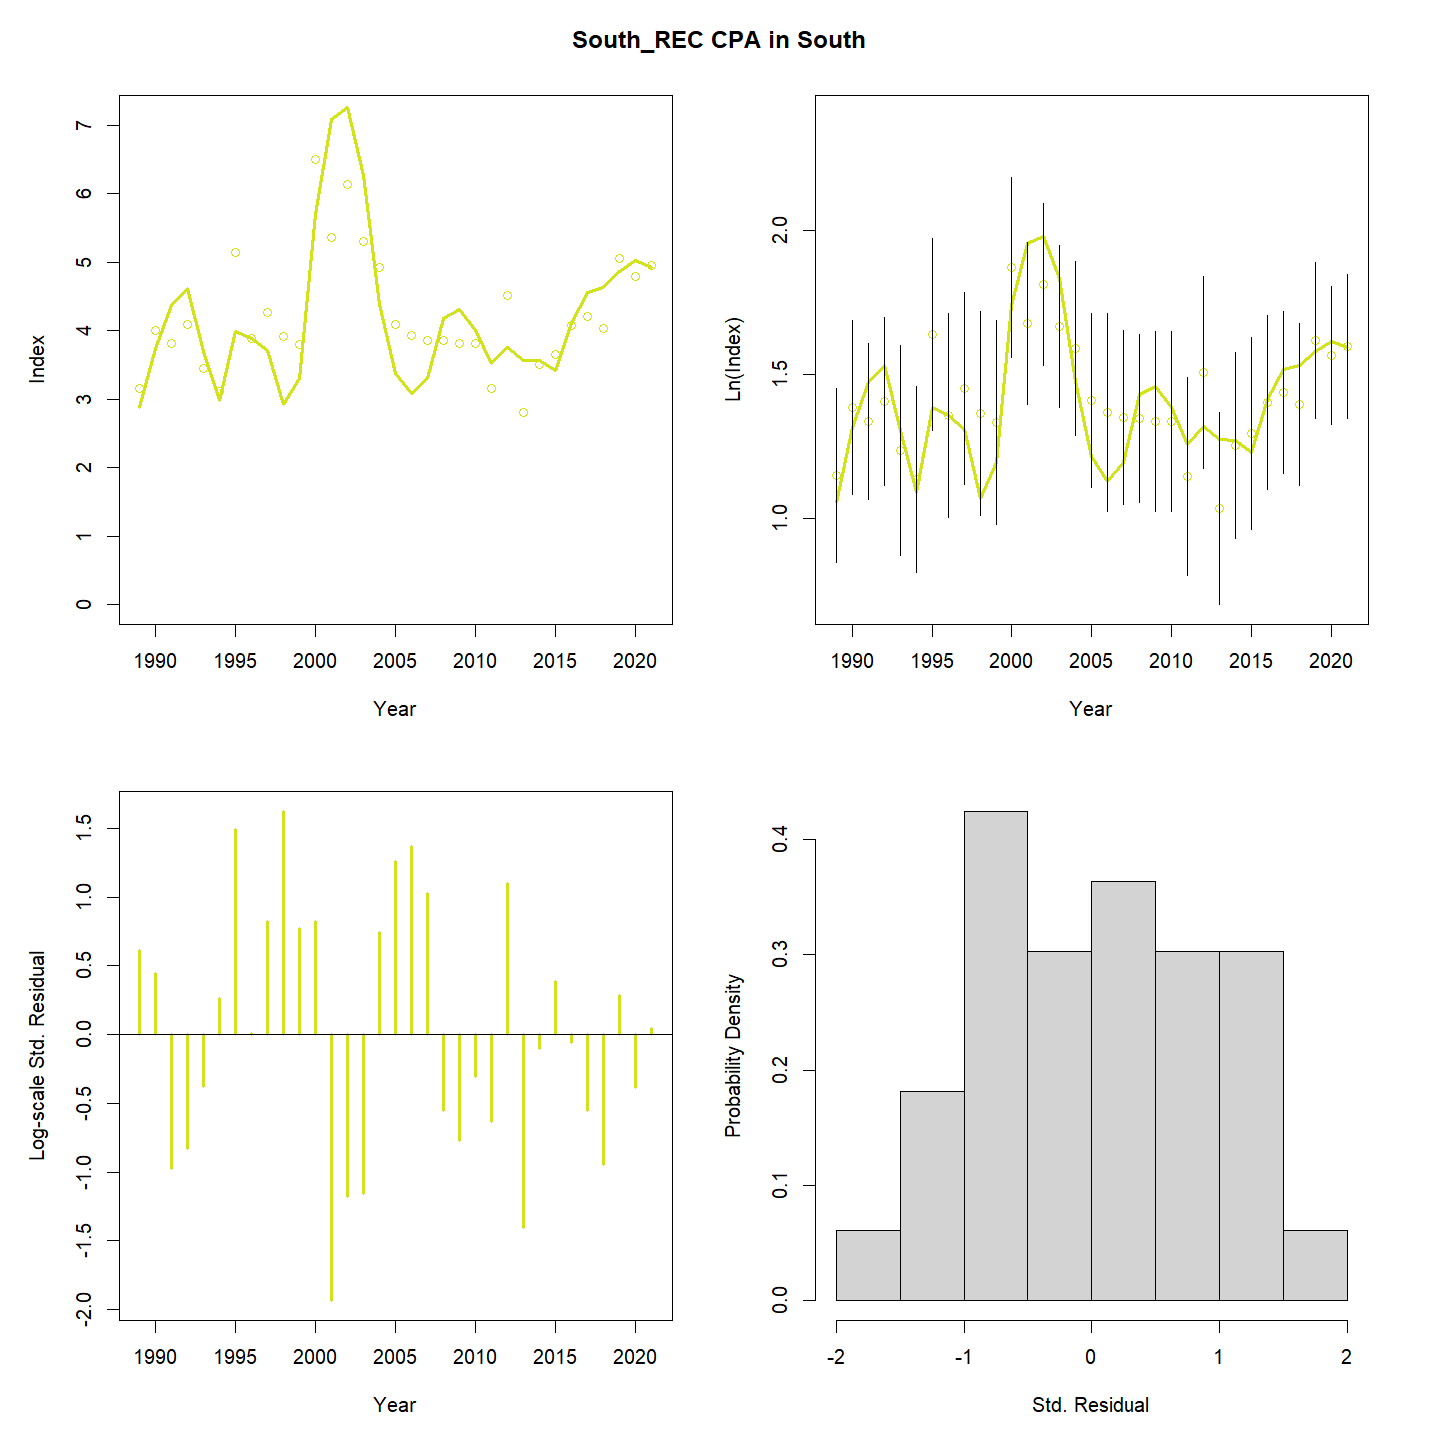 South_REC CPA in South
Index
0 1 2 3 4 5 6 7
1990 1995 2000 2005 2010 2015 2020
Year
Ln(Index)
1.0 1.5 2.0
1990 1995 2000 2005 2010 2015 2020
Year
Log-scale Std. Residual
-2.0 -1.5 -1.0 -0.5 0.0 0.5 1.0 1.5
1990 1995 2000 2005 2010 2015 2020
Year
Probability Density
0.0 0.1 0.2 0.3 0.4
-2 -1 0 1 2
Std. Residual